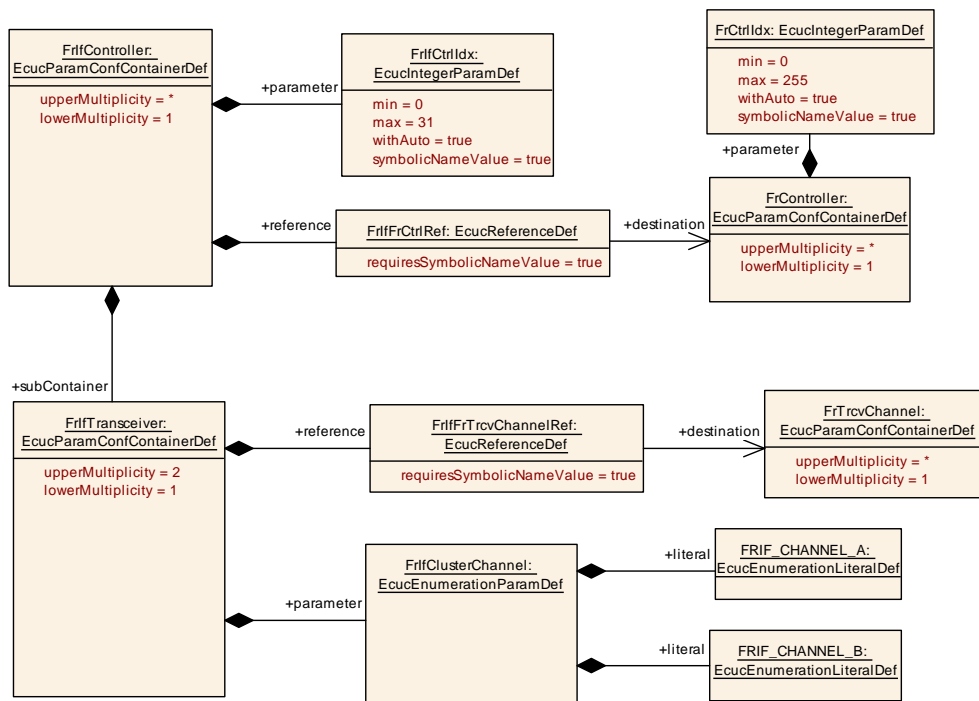 FrIfController:
EcucParamConfContainerDef
upperMultiplicity = *
lowerMultiplicity = 1
+parameter
FrIfCtrlIdx:
EcucIntegerParamDef
min = 0
max = 31
withAuto = true
symbolicNameValue = true
FrCtrlIdx: EcucIntegerParamDef
min = 0
max = 255
withAuto = true
symbolicNameValue = true
+parameter
+reference
FrIfFrCtrlRef: EcucReferenceDef
requiresSymbolicNameValue = true
+destination
FrController:
EcucParamConfContainerDef
upperMultiplicity = *
lowerMultiplicity = 1
+subContainer
FrIfTransceiver:
EcucParamConfContainerDef
upperMultiplicity = 2
lowerMultiplicity = 1
+reference
FrIfFrTrcvChannelRef:
EcucReferenceDef
requiresSymbolicNameValue = true
+destination
FrTrcvChannel:
EcucParamConfContainerDef
upperMultiplicity = *
lowerMultiplicity = 1
+parameter
FrIfClusterChannel:
EcucEnumerationParamDef
+literal
FRIF_CHANNEL_A:
EcucEnumerationLiteralDef
+literal
FRIF_CHANNEL_B:
EcucEnumerationLiteralDef